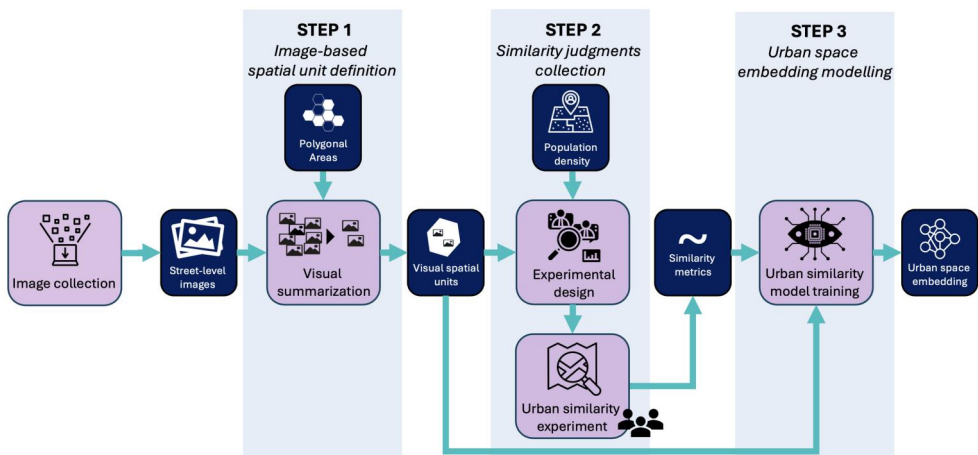 STEP 1
Image-based
spatial unit definition
STEP 2
Similarity judgments
collection
STEP 3
Urban space
embedding modelling
Polygonal
Areas
Population
density
Image collection
Street-level
images
Visual
summarization
Visual spatial
units
Experimental
design
~
Similarity
metrics
Urban similarity
model training
Urban space
embedding
Urban similarity
experiment